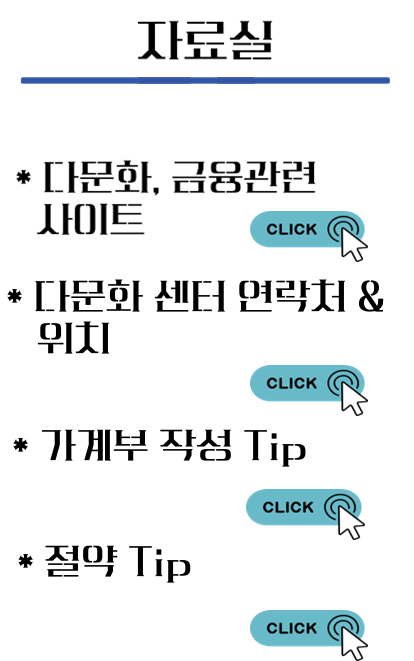 자료실
* 다문화, 금융관련
사이트
CLICK
* 다문화 센터 연락처 &
위치
CLICK
* 가계부 작성 Tip
CLICK
* 절약 Tip
CLICK